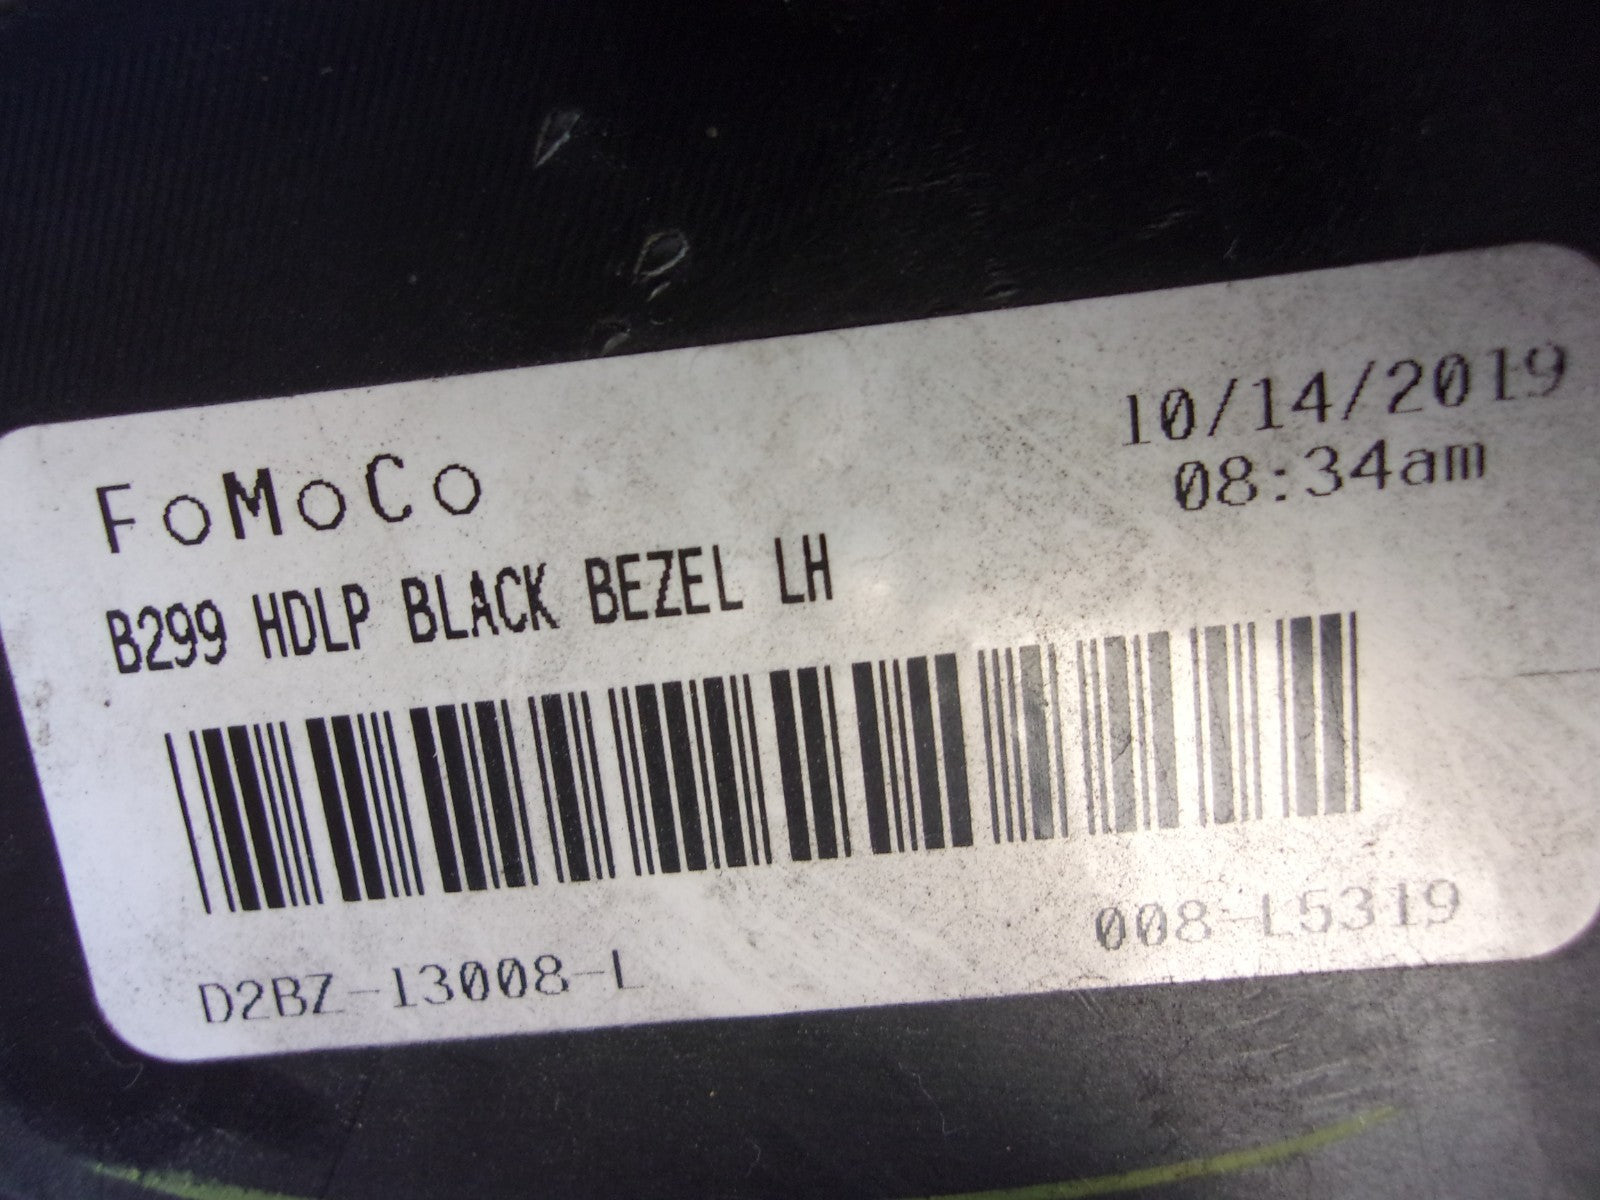 FoMoCo
10/14/2019
08:34am
B299 HDLP BLACK BEZEL LH
D2BZ-13008-L
008-L5319